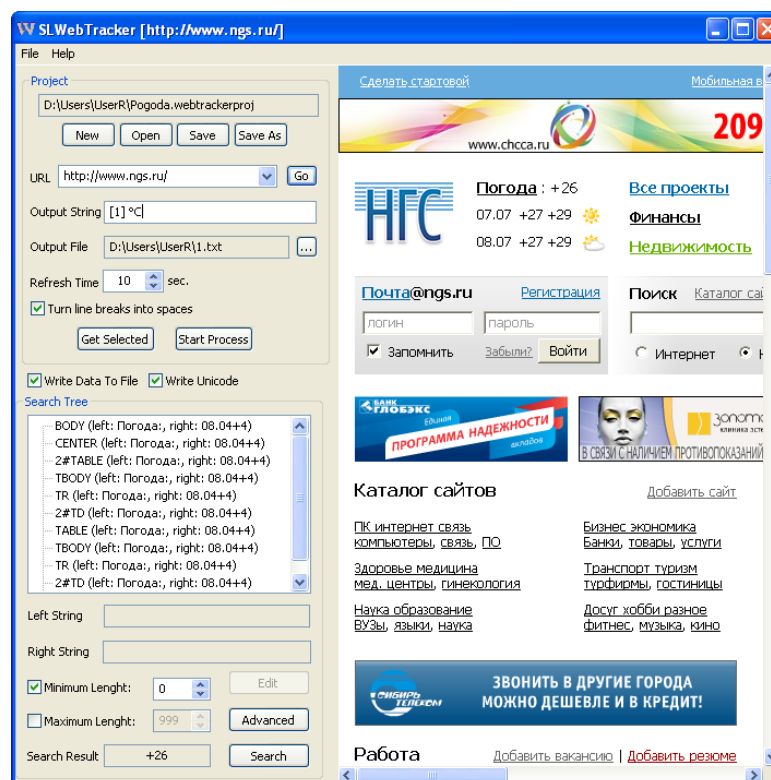 SLWebTracker [http://www.ngs.ru/]
File Help
Project
D:\Users\UserR\Pogoda.webtrackerproj
New Open Save Save As
URL http://www.ngs.ru/ Go
Output String [1] °C
Output File D:\Users\UserR\1.txt ...
Refresh Time 10 sec.
Turn line breaks into spaces
Get Selected Start Process
Write Data To File Write Unicode
Search Tree
BODY (left: Погода:, right: 08.04+4)
CENTER (left: Погода:, right: 08.04+4)
2#TABLE (left: Погода:, right: 08.04+4)
TBODY (left: Погода:, right: 08.04+4)
TR (left: Погода:, right: 08.04+4)
2#TD (left: Погода:, right: 08.04+4)
TABLE (left: Погода:, right: 08.04+4)
TBODY (left: Погода:, right: 08.04+4)
TR (left: Погода:, right: 08.04+4)
2#TD (left: Погода:, right: 08.04+4)
Left String
Right String
Minimum Lenght: 0 Edit
Maximum Lenght: 999 Advanced
Search Result +26 Search
Сделать стартовой Мобильная в
www.chcca.ru 209
НГС
Погода : +26
07.07 +27 +29
08.07 +27 +29
Все проекты
Финансы
Недвижимость
Почта@ngs.ru Регистрация
логин пароль
Запомнить Забыли? Войти
Поиск Каталог сай
Интернет Н
БАНК ГЛОБЭКС
Единая
ПРОГРАММА НАДЕЖНОСТИ
вкладов
В СВЯЗИ С НАЛИЧИЕМ ПРОТИВОПОКАЗАНИЙ
Каталог сайтов Добавить сайт
ПК интернет связь
компьютеры, связь, ПО
Здоровье медицина
мед. центры, гинекология
Наука образование
ВУЗы, языки, наука
Бизнес экономика
Банки, товары, услуги
Транспорт туризм
турфирмы, гостиницы
Досуг хобби разное
фитнес, музыка, кино
СИБИРЬ ТЕЛЕКОМ
ЗВОНИТЬ В ДРУГИЕ ГОРОДА
МОЖНО ДЕШЕВЛЕ И В КРЕДИТ!
Работа Добавить вакансию | Добавить резюме